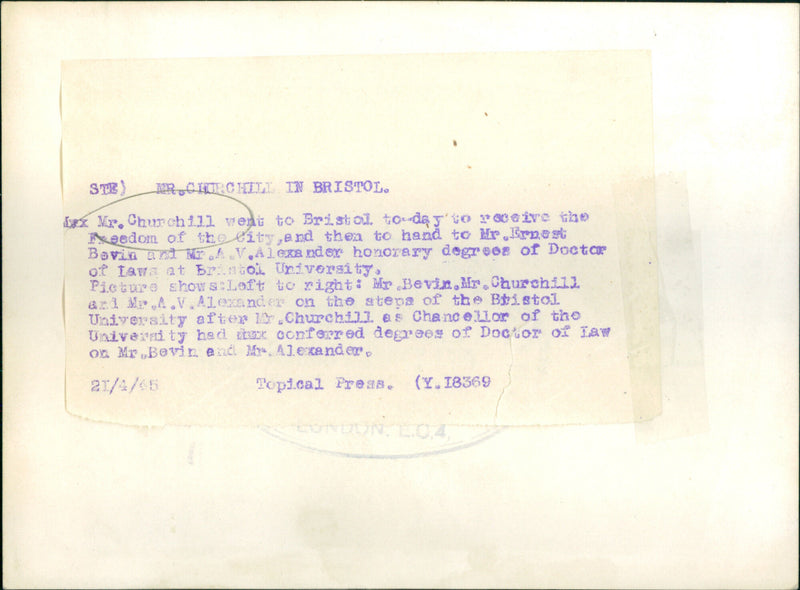 STE) MR.CHURCHILL IN BRISTOL.
Mr.Churchill went to Bristol to-day to receive the
Freedom of the City,and then to hand to Mr.Ernest
Bevin and Mr.A.V.Alexander honorary degrees of Doctor
of Laws at Bristol University.
Picture shows:Left to right: Mr.Bevin.Mr.Churchill
and Mr.A.V.Alexander on the steps of the Bristol
University after Mr.Churchill as Chancellor of the
University had conferred degrees of Doctor of Law
on Mr.Bevin and Mr.Alexander.
21/4/45 Topical Press. (Y.18369
LONDON. E.C.4,